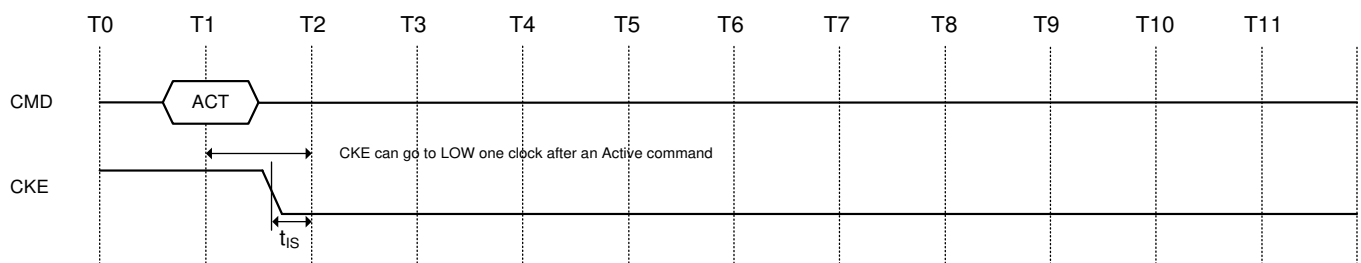 T0 T1 T2 T3 T4 T5 T6 T7 T8 T9 T10 T11
CMD ACT
CKE can go to LOW one clock after an Active command
CKE
tIS